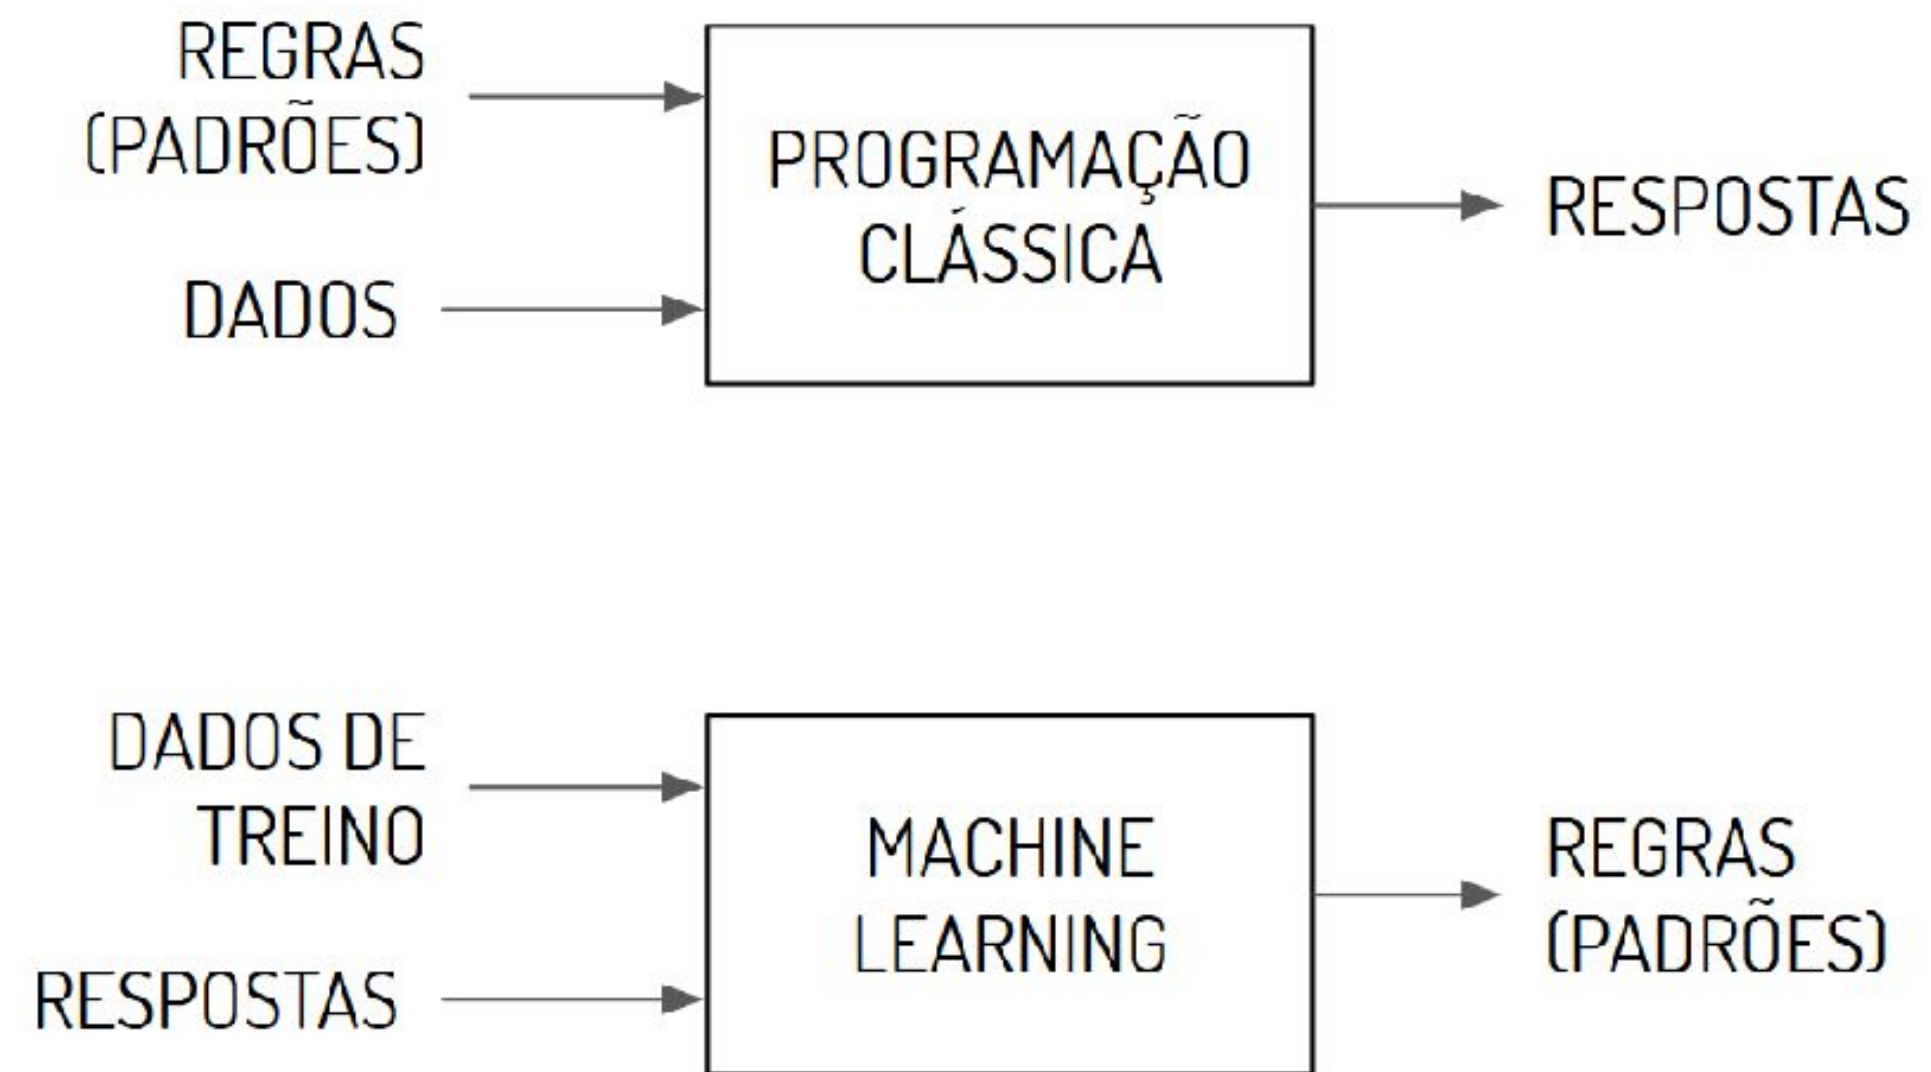 REGRAS
(PADRÕES)
DADOS
PROGRAMAÇÃO
CLÁSSICA
RESPOSTAS
DADOS DE
TREINO
RESPOSTAS
MACHINE
LEARNING
REGRAS
(PADRÕES)